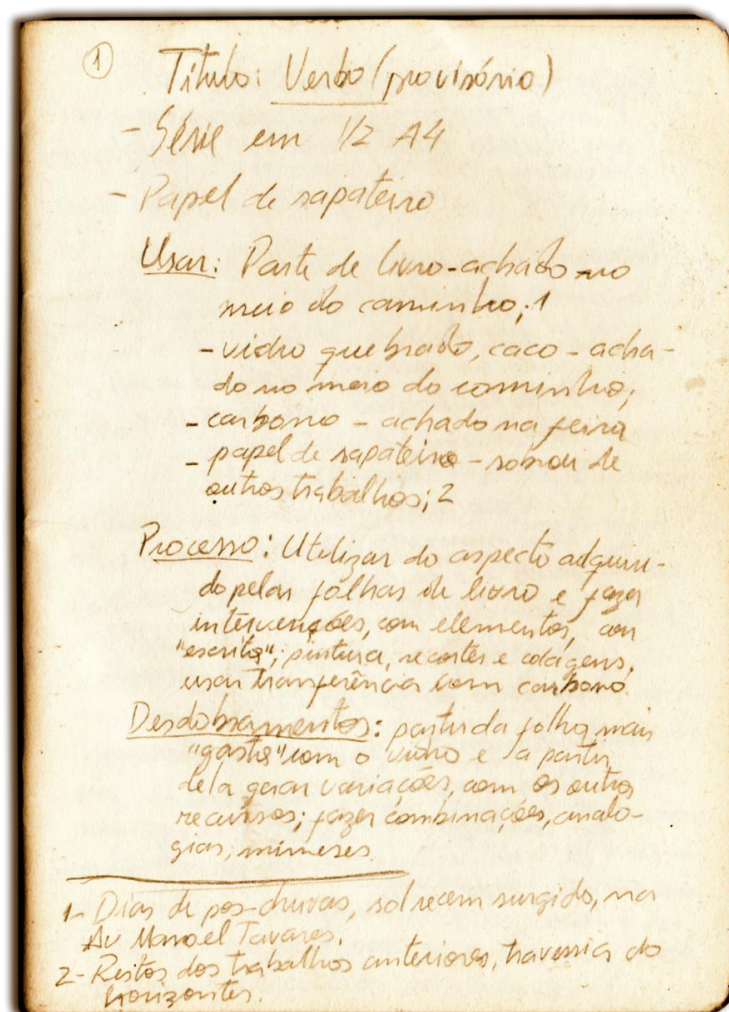 1
Título: Verbo (provisório)
- Série em 1/2 A4
- Papel de sapateiro
Usar: Parte de livro - achado no
meio do caminho; 1
- vidro quebrado, caco - acha-
do no meio do caminho;
- carbono - achado na feira
- papel de sapateiro - sobrou de
outros trabalhos; 2
Processo: Utilizar do aspecto adquiri-
do pelas folhas de livro e fazer
intervenções, com elementos, com
"escrita"; pintura, recortes e colagens,
usar tranferência com carbono.
Desdobramentos: partir da folha mais
"gasta" com o vidro e a partir
dela gerar variações, com os outros
recursos; fazer combinações, analo-
gias, mimeses.
1- Dias de pos-chuvas, sol recem surgido, na
Av Manoel Tavares.
2- Restos dos trabalhos anteriores, travessia do
horizontes.